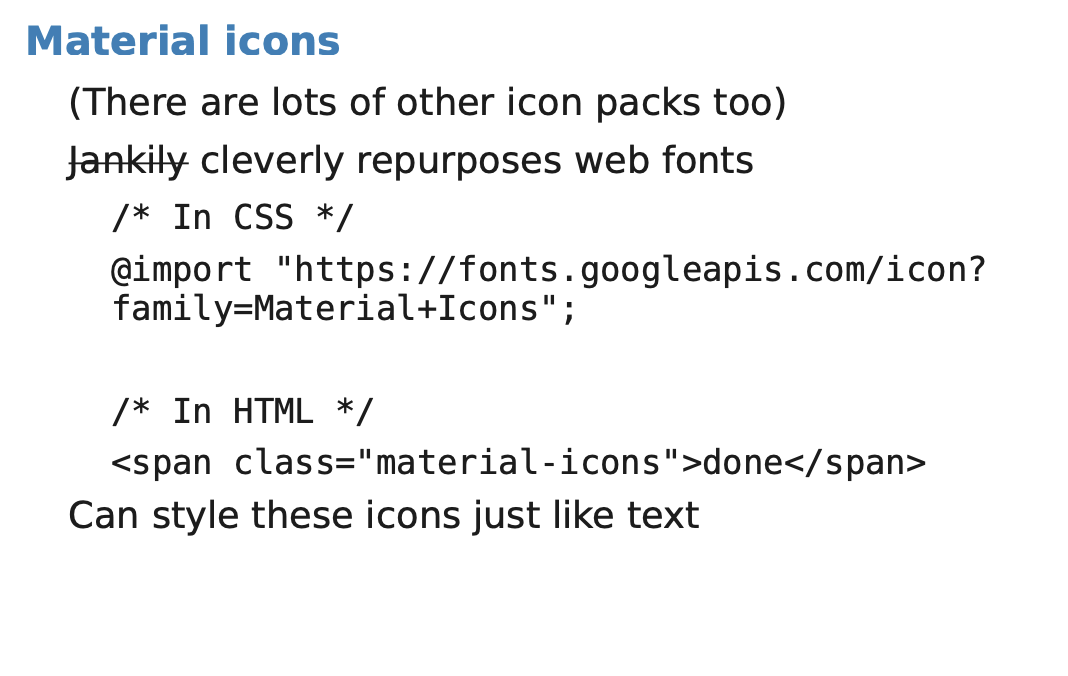 Material icons
(There are lots of other icon packs too)
Jankily cleverly repurposes web fonts
/* In CSS */
@import "https://fonts.googleapis.com/icon?
family=Material+Icons";
/* In HTML */
<span class="material-icons">done</span>
Can style these icons just like text